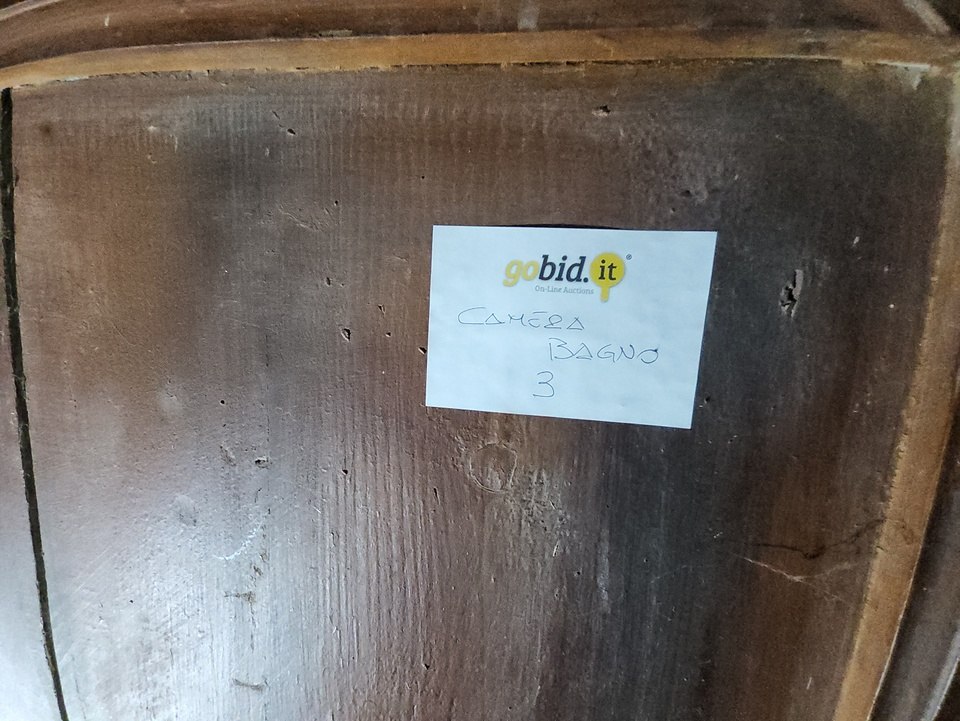 gobid.it®
On-Line Auctions
CAMERA
BAGNO
3